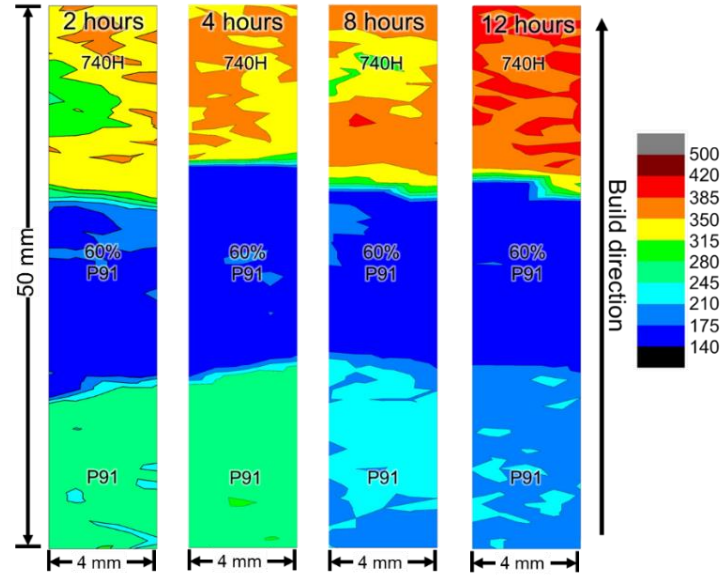 2 hours
4 hours
8 hours
12 hours
740H
740H
740H
740H
60%
P91
60%
P91
60%
P91
60%
P91
P91
P91
P91
P91
50 mm
4 mm
4 mm
4 mm
4 mm
Build direction
500
420
385
350
315
280
245
210
175
140